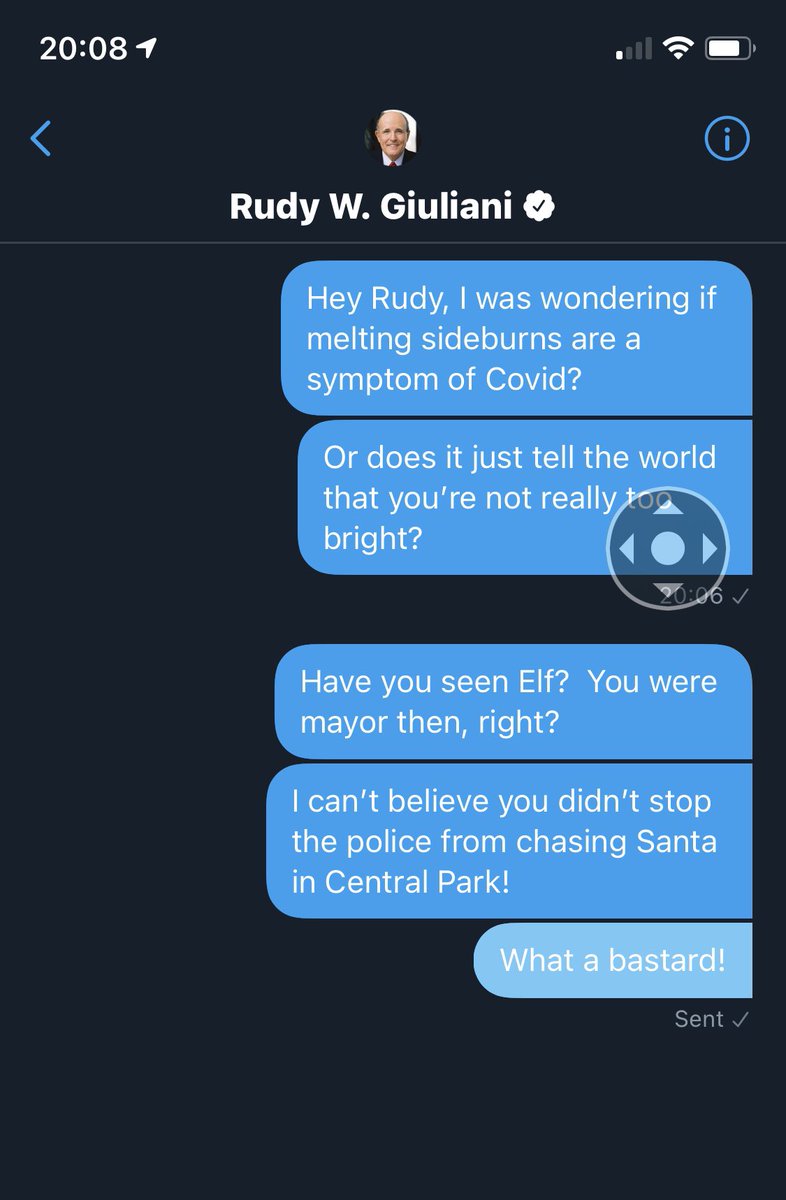 20:08
Rudy W. Giuliani
Hey Rudy, I was wondering if
melting sideburns are a
symptom of Covid?
Or does it just tell the world
that you’re not really too
bright?
20:06
Have you seen Elf?  You were
mayor then, right?
I can’t believe you didn’t stop
the police from chasing Santa
in Central Park!
What a bastard!
Sent